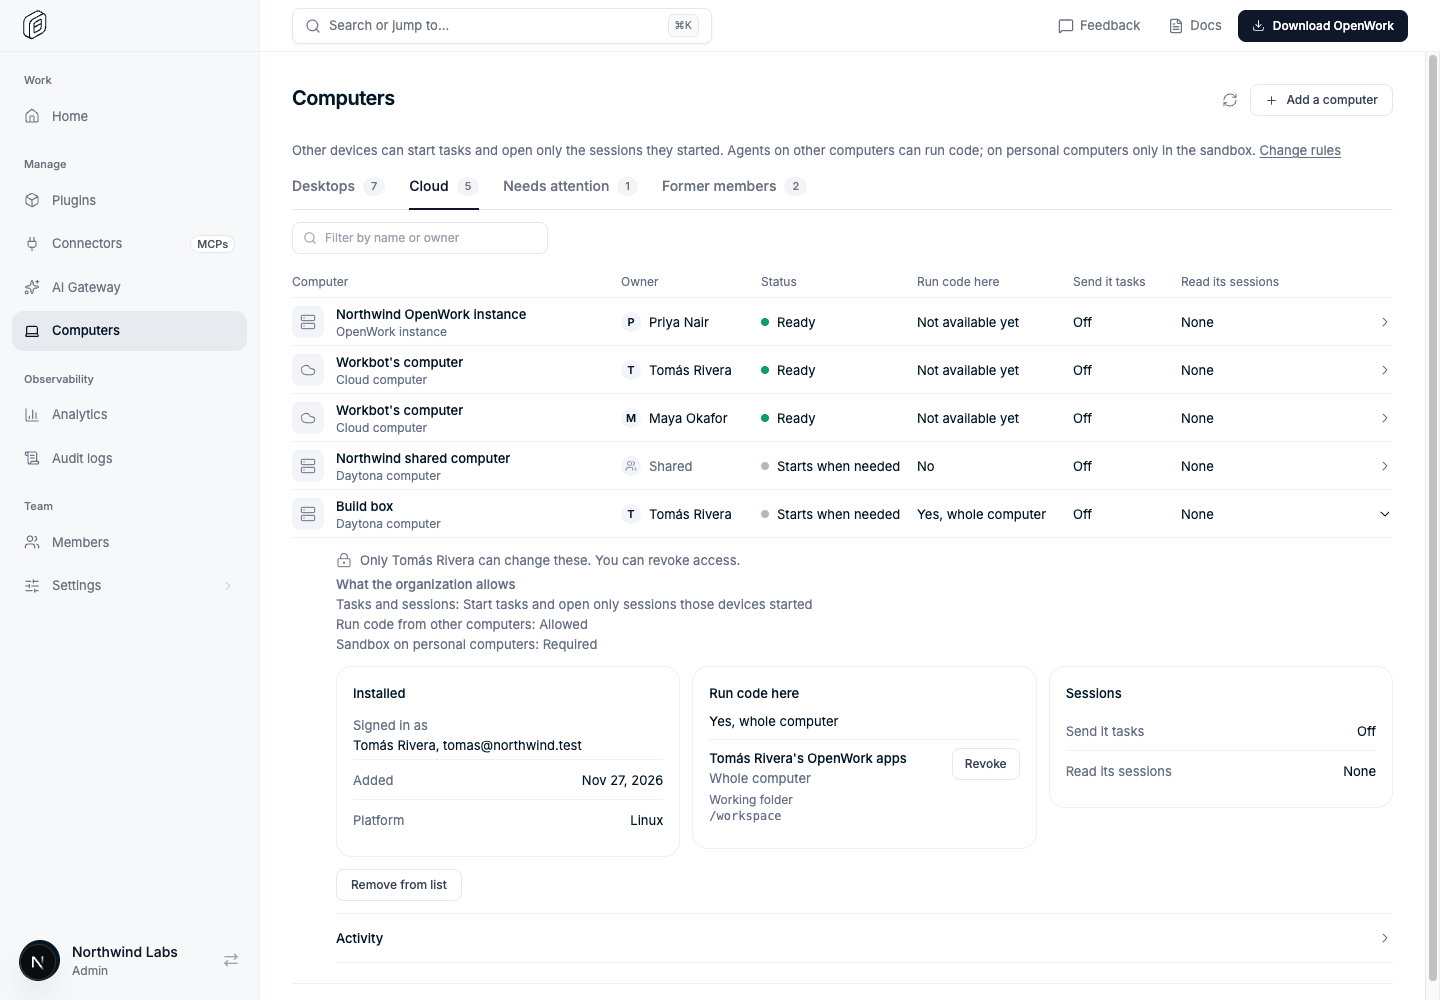 Search or jump to...
⌘K
Feedback
Docs
Download OpenWork
Work
Home
Manage
Plugins
Connectors
MCPs
AI Gateway
Computers
Observability
Analytics
Audit logs
Team
Members
Settings
N
Northwind Labs
Admin
Computers
Add a computer
Other devices can start tasks and open only the sessions they started. Agents on other computers can run code; on personal computers only in the sandbox. Change rules
Desktops 7 Cloud 5 Needs attention 1 Former members 2
Filter by name or owner
Computer Owner Status Run code here Send it tasks Read its sessions
Northwind OpenWork instance
OpenWork instance
P Priya Nair Ready Not available yet Off None
Workbot's computer
Cloud computer
T Tomás Rivera Ready Not available yet Off None
Workbot's computer
Cloud computer
M Maya Okafor Ready Not available yet Off None
Northwind shared computer
Daytona computer
Shared Starts when needed No Off None
Build box
Daytona computer
T Tomás Rivera Starts when needed Yes, whole computer Off None
Only Tomás Rivera can change these. You can revoke access.
What the organization allows
Tasks and sessions: Start tasks and open only sessions those devices started
Run code from other computers: Allowed
Sandbox on personal computers: Required
Installed
Signed in as
Tomás Rivera, tomas@northwind.test
Added Nov 27, 2026
Platform Linux
Run code here
Yes, whole computer
Tomás Rivera's OpenWork apps
Whole computer
Revoke
Working folder
/workspace
Sessions
Send it tasks Off
Read its sessions None
Remove from list
Activity